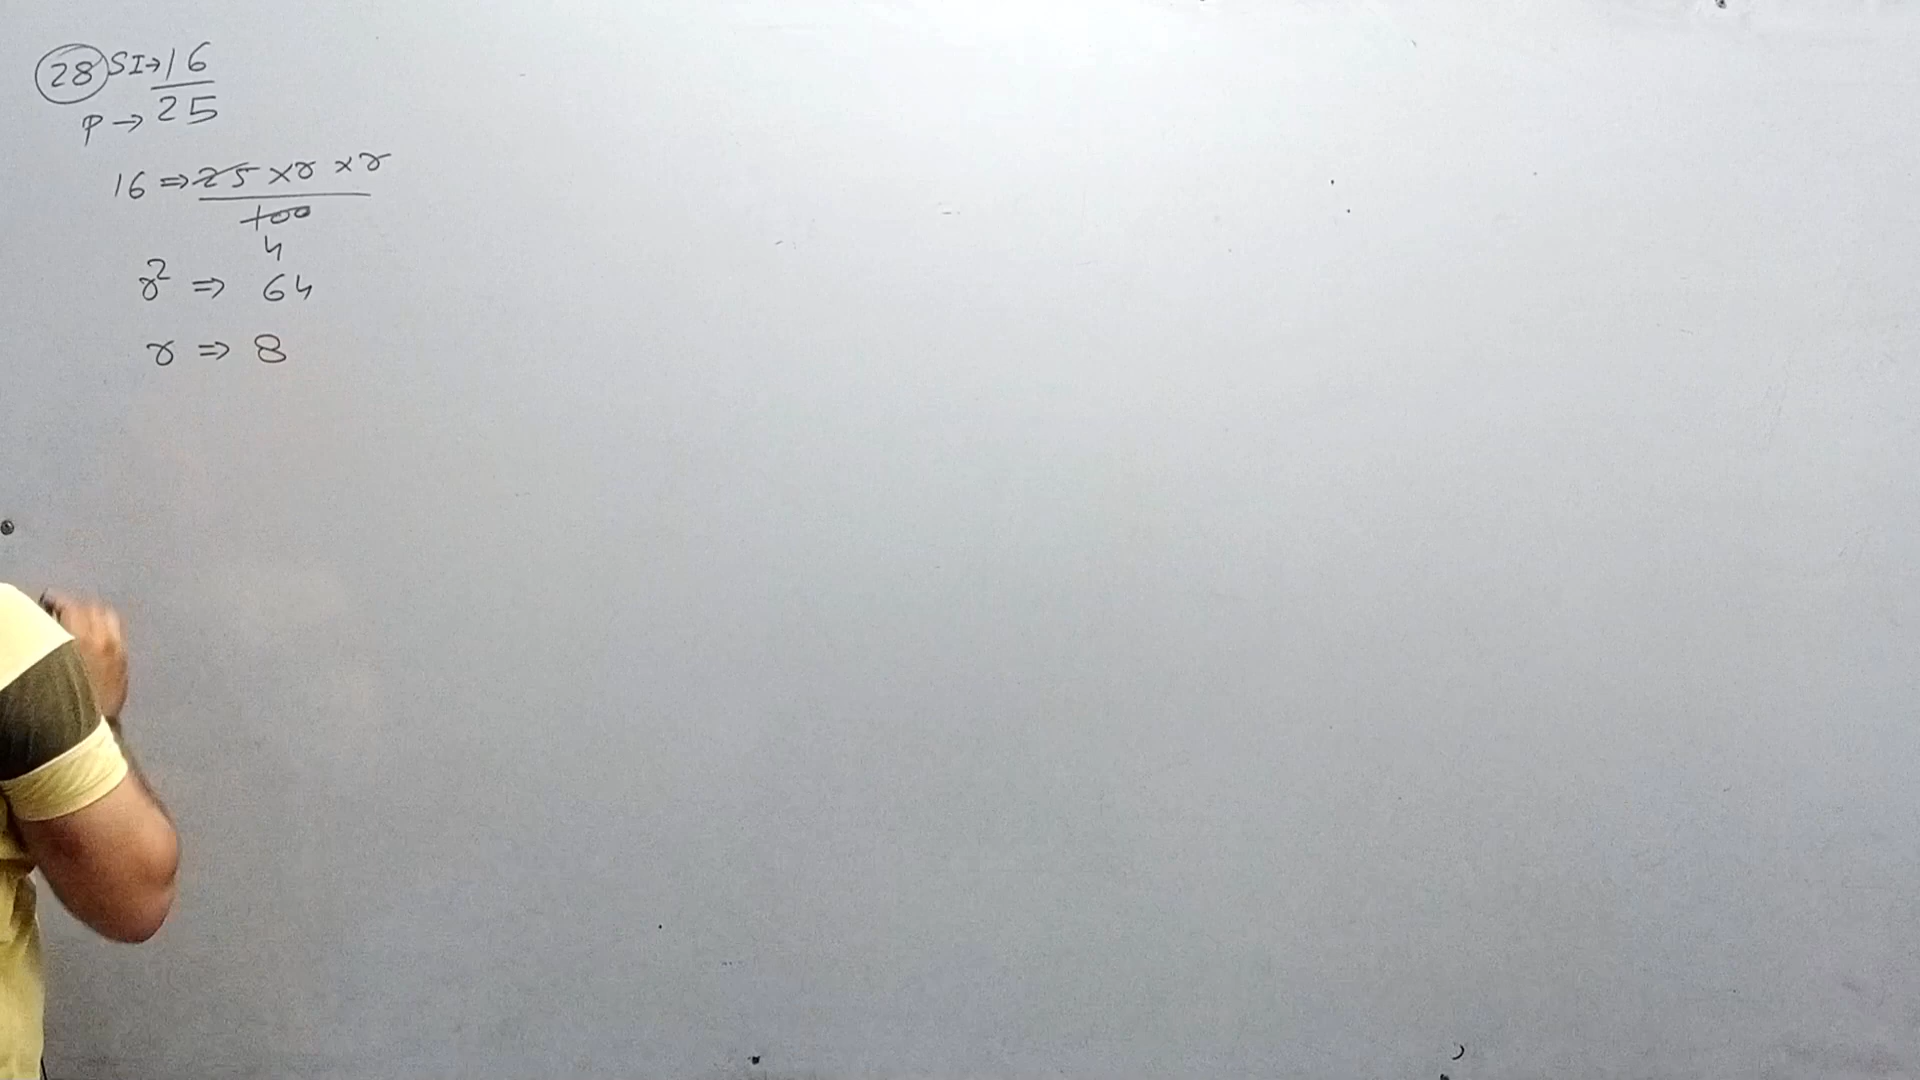 28 SI→ 16
P → 25
16 ⇒ 25 × r × r
100
4
r² ⇒ 64
r ⇒ 8